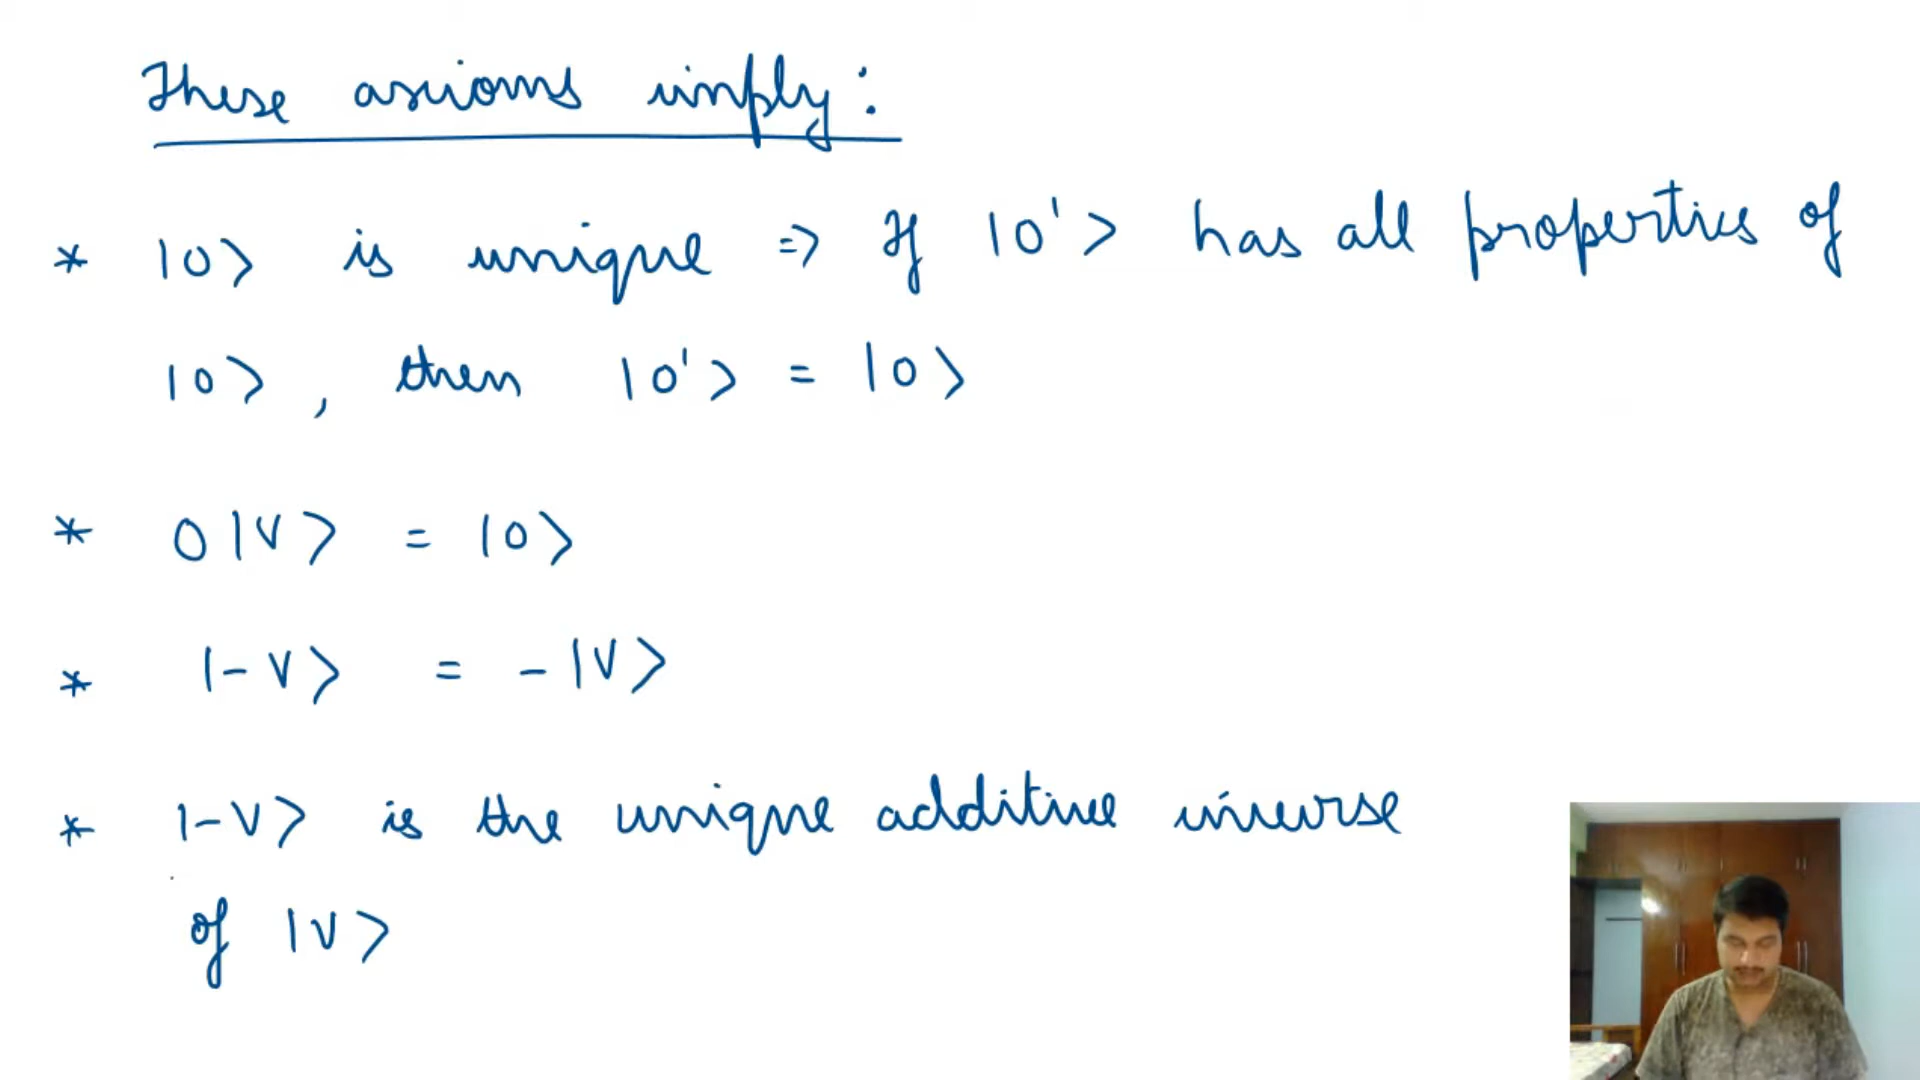 These axioms imply:
* |0> is unique => If |0'> has all properties of
|0>, then |0'> = |0>
* 0|V> = |0>
* |-V> = -|V>
* |-V> is the unique additive inverse
of |V>